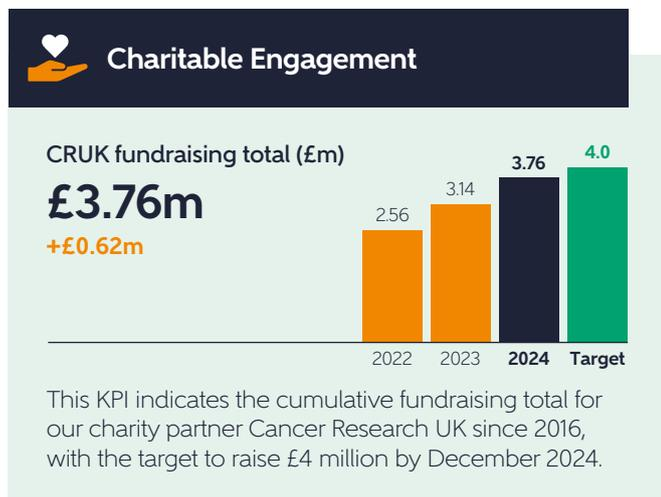 Charitable Engagement
CRUK fundraising total (£m)
£3.76m
+£0.62m
2.56
3.14
3.76
4.0
2022
2023
2024
Target
This KPI indicates the cumulative fundraising total for
our charity partner Cancer Research UK since 2016,
with the target to raise £4 million by December 2024.